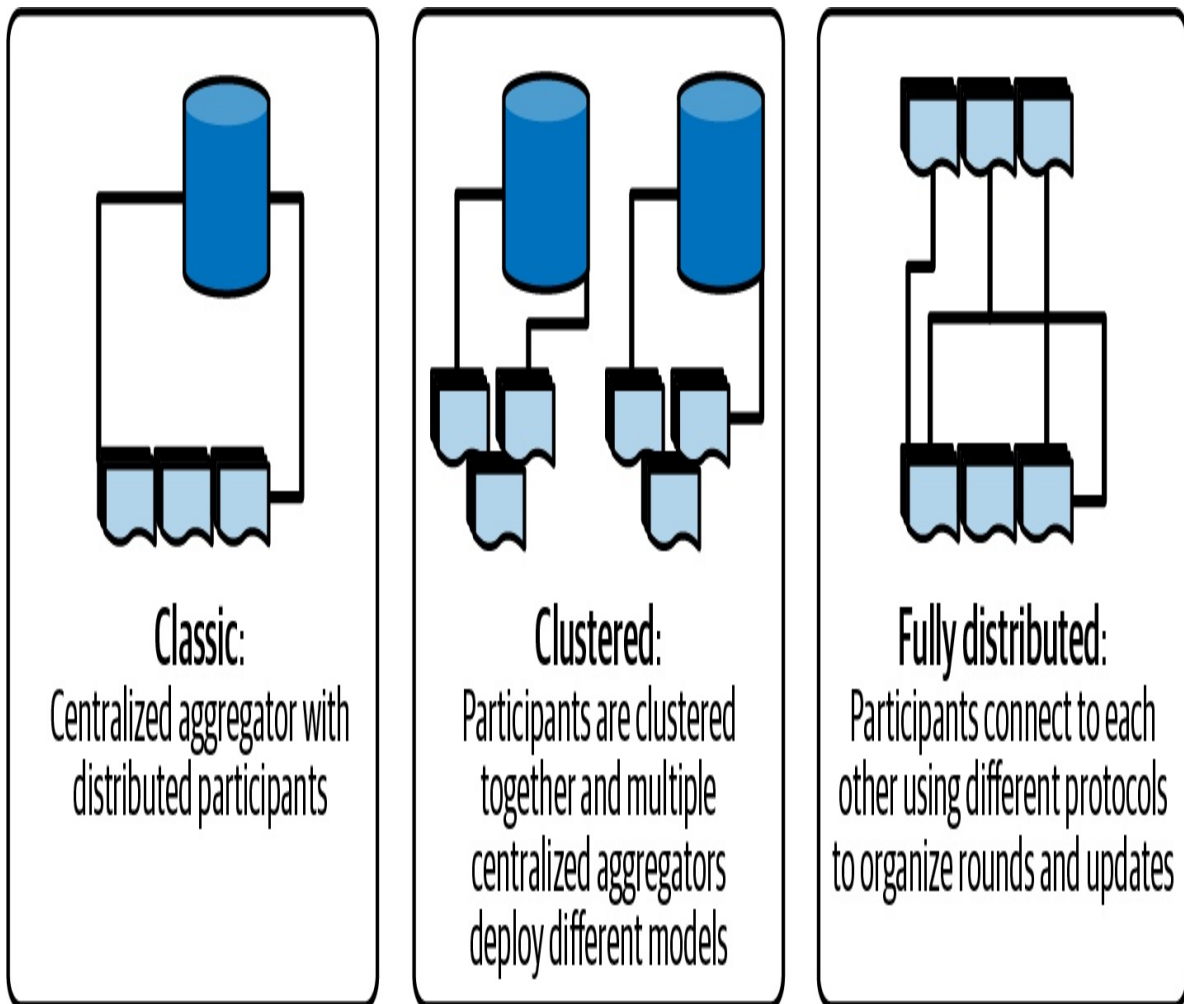 Classic:
Centralized aggregator with
distributed participants
Clustered:
Participants are clustered
together and multiple
centralized aggregators
deploy different models
Fully distributed:
Participants connect to each
other using different protocols
to organize rounds and updates